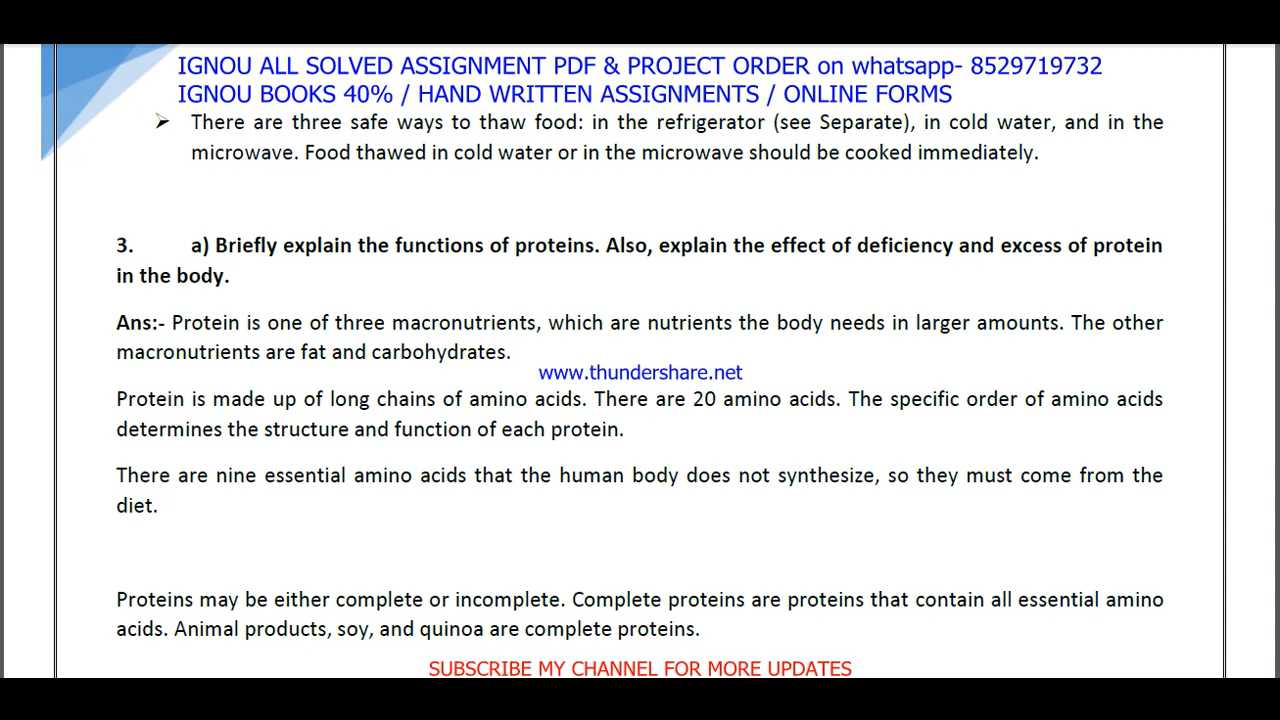 IGNOU ALL SOLVED ASSIGNMENT PDF & PROJECT ORDER on whatsapp- 8529719732
IGNOU BOOKS 40% / HAND WRITTEN ASSIGNMENTS / ONLINE FORMS
➢ There are three safe ways to thaw food: in the refrigerator (see Separate), in cold water, and in the
microwave. Food thawed in cold water or in the microwave should be cooked immediately.
3. a) Briefly explain the functions of proteins. Also, explain the effect of deficiency and excess of protein
in the body.
Ans:- Protein is one of three macronutrients, which are nutrients the body needs in larger amounts. The other
macronutrients are fat and carbohydrates.
www.thundershare.net
Protein is made up of long chains of amino acids. There are 20 amino acids. The specific order of amino acids
determines the structure and function of each protein.
There are nine essential amino acids that the human body does not synthesize, so they must come from the
diet.
Proteins may be either complete or incomplete. Complete proteins are proteins that contain all essential amino
acids. Animal products, soy, and quinoa are complete proteins.
SUBSCRIBE MY CHANNEL FOR MORE UPDATES